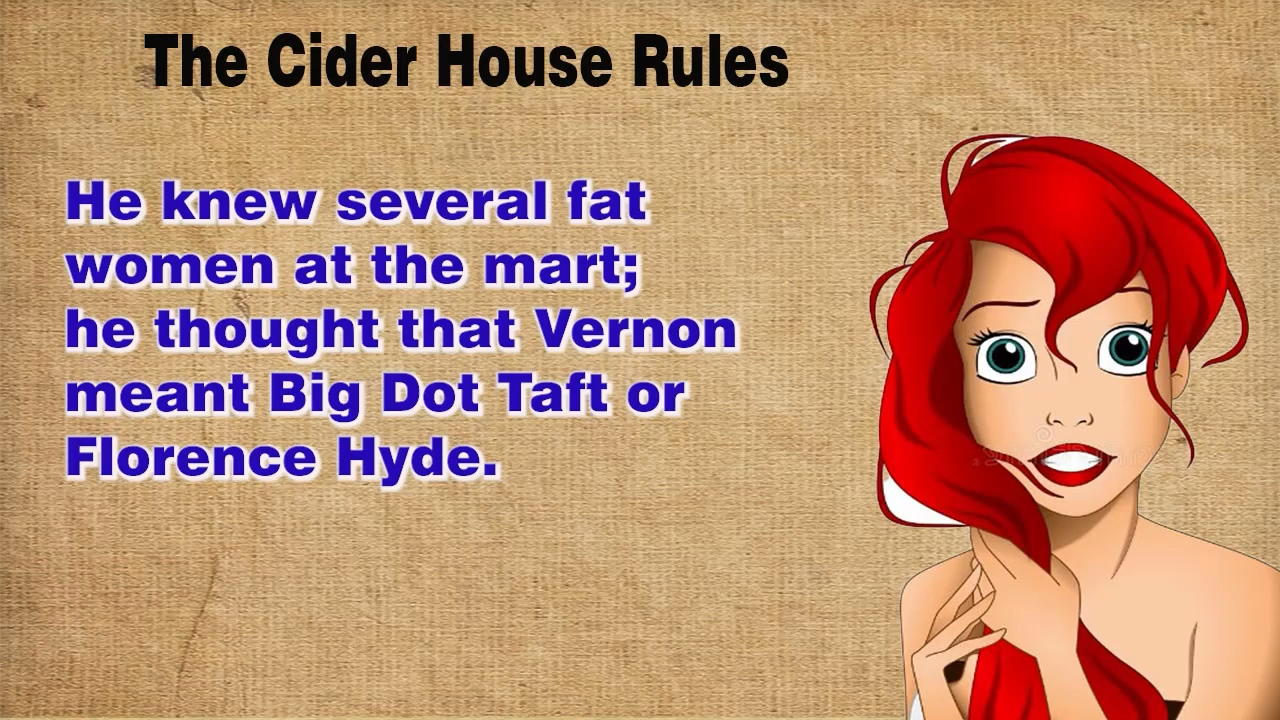 The Cider House Rules
He knew several fat
women at the mart;
he thought that Vernon
meant Big Dot Taft or
Florence Hyde.